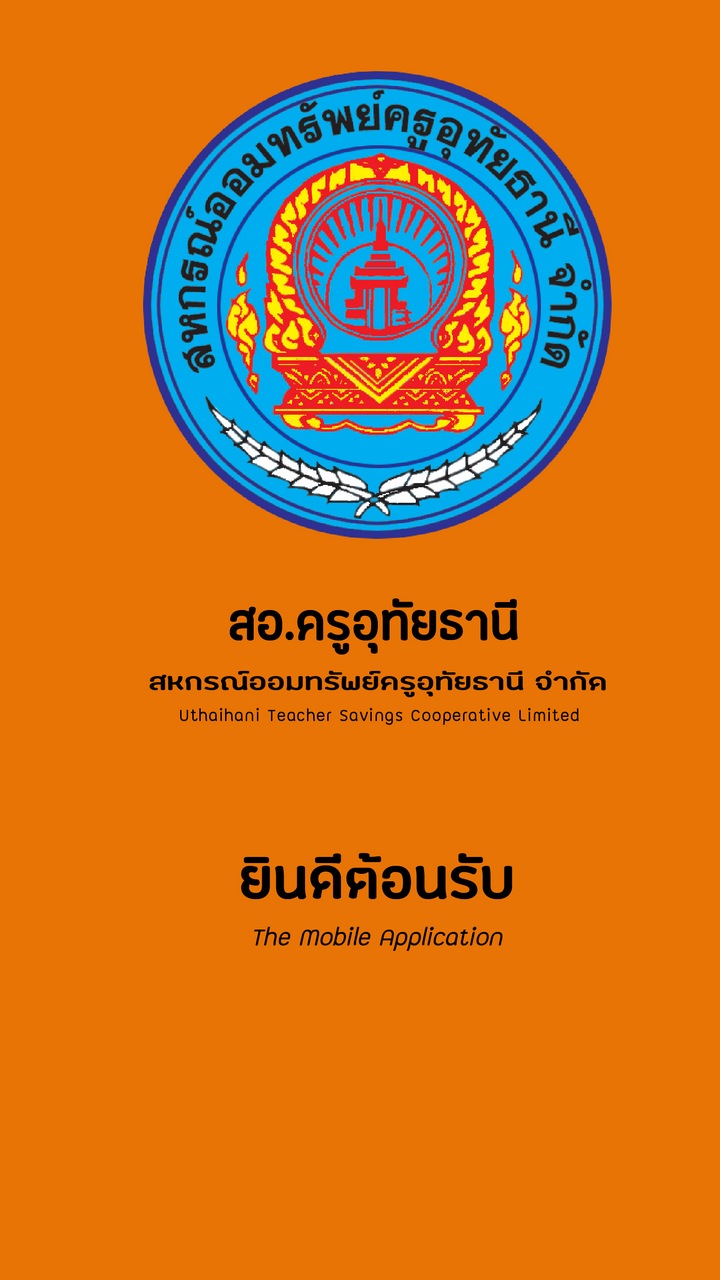 สหกรณ์ออมทรัพย์ครูอุทัยธานี จำกัด
สอ.ครูอุทัยธานี
สหกรณ์ออมทรัพย์ครูอุทัยธานี จำกัด
Uthaihani Teacher Savings Cooperative Limited
ยินดีต้อนรับ
The Mobile Application